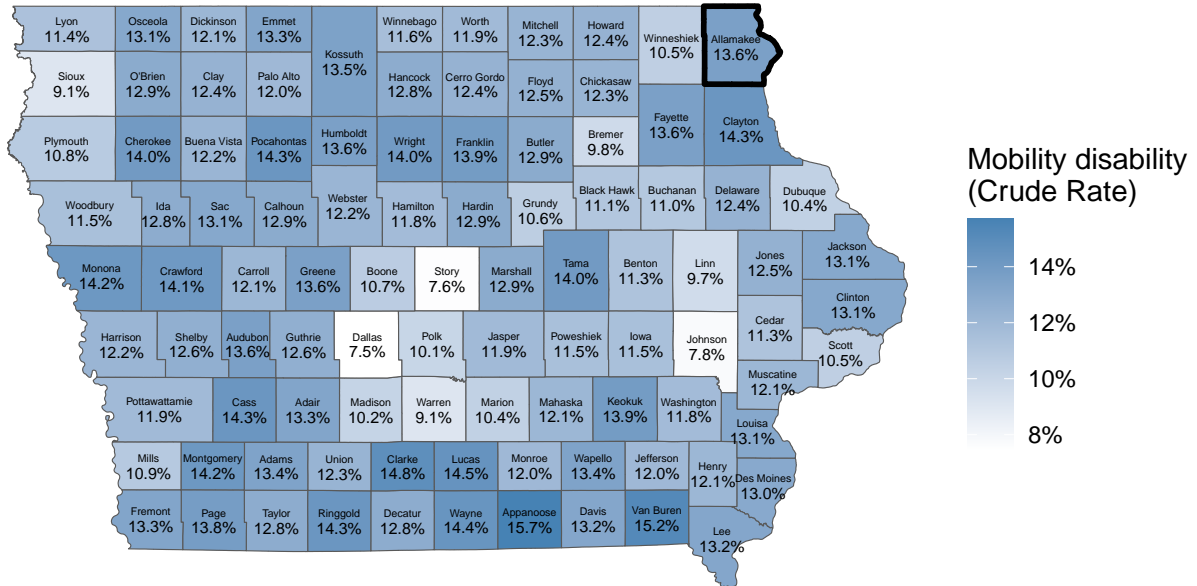 Lyon
11.4%
Osceola
13.1%
Dickinson
12.1%
Emmet
13.3%
Kossuth
13.5%
Winnebago
11.6%
Worth
11.9%
Mitchell
12.3%
Howard
12.4%
Winneshiek
10.5%
Allamakee
13.6%
Sioux
9.1%
O'Brien
12.9%
Clay
12.4%
Palo Alto
12.0%
Hancock
12.8%
Cerro Gordo
12.4%
Floyd
12.5%
Chickasaw
12.3%
Fayette
13.6%
Clayton
14.3%
Plymouth
10.8%
Cherokee
14.0%
Buena Vista
12.2%
Pocahontas
14.3%
Humboldt
13.6%
Wright
14.0%
Franklin
13.9%
Butler
12.9%
Bremer
9.8%
Woodbury
11.5%
Ida
12.8%
Sac
13.1%
Calhoun
12.9%
Webster
12.2%
Hamilton
11.8%
Hardin
12.9%
Grundy
10.6%
Black Hawk
11.1%
Buchanan
11.0%
Delaware
12.4%
Dubuque
10.4%
Monona
14.2%
Crawford
14.1%
Carroll
12.1%
Greene
13.6%
Boone
10.7%
Story
7.6%
Marshall
12.9%
Tama
14.0%
Benton
11.3%
Linn
9.7%
Jones
12.5%
Jackson
13.1%
Clinton
13.1%
Harrison
12.2%
Shelby
12.6%
Audubon
13.6%
Guthrie
12.6%
Dallas
7.5%
Polk
10.1%
Jasper
11.9%
Poweshiek
11.5%
Iowa
11.5%
Johnson
7.8%
Cedar
11.3%
Scott
10.5%
Muscatine
12.1%
Pottawattamie
11.9%
Cass
14.3%
Adair
13.3%
Madison
10.2%
Warren
9.1%
Marion
10.4%
Mahaska
12.1%
Keokuk
13.9%
Washington
11.8%
Louisa
13.1%
Mills
10.9%
Montgomery
14.2%
Adams
13.4%
Union
12.3%
Clarke
14.8%
Lucas
14.5%
Monroe
12.0%
Wapello
13.4%
Jefferson
12.0%
Henry
12.1%
Des Moines
13.0%
Fremont
13.3%
Page
13.8%
Taylor
12.8%
Ringgold
14.3%
Decatur
12.8%
Wayne
14.4%
Appanoose
15.7%
Davis
13.2%
Van Buren
15.2%
Lee
13.2%
Mobility disability
(Crude Rate)
14%
12%
10%
8%